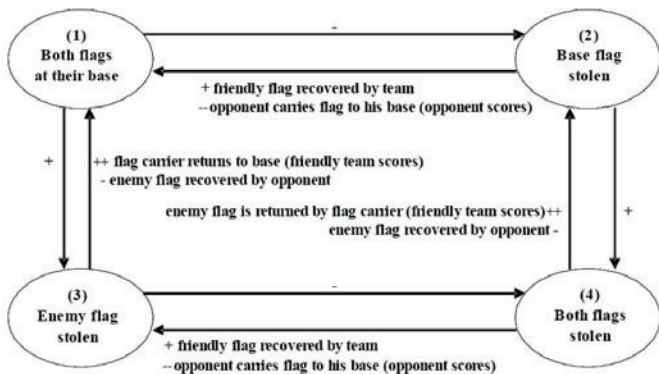 (1)
Both flags
at their base
-
(2)
Base flag
stolen
+ friendly flag recovered by team
-- opponent carries flag to his base (opponent scores)
+
++ flag carrier returns to base (friendly team scores)
- enemy flag recovered by opponent
enemy flag is returned by flag carrier (friendly team scores)++
enemy flag recovered by opponent -
+
(3)
Enemy flag
stolen
-
(4)
Both flags
stolen
+ friendly flag recovered by team
-- opponent carries flag to his base (opponent scores)